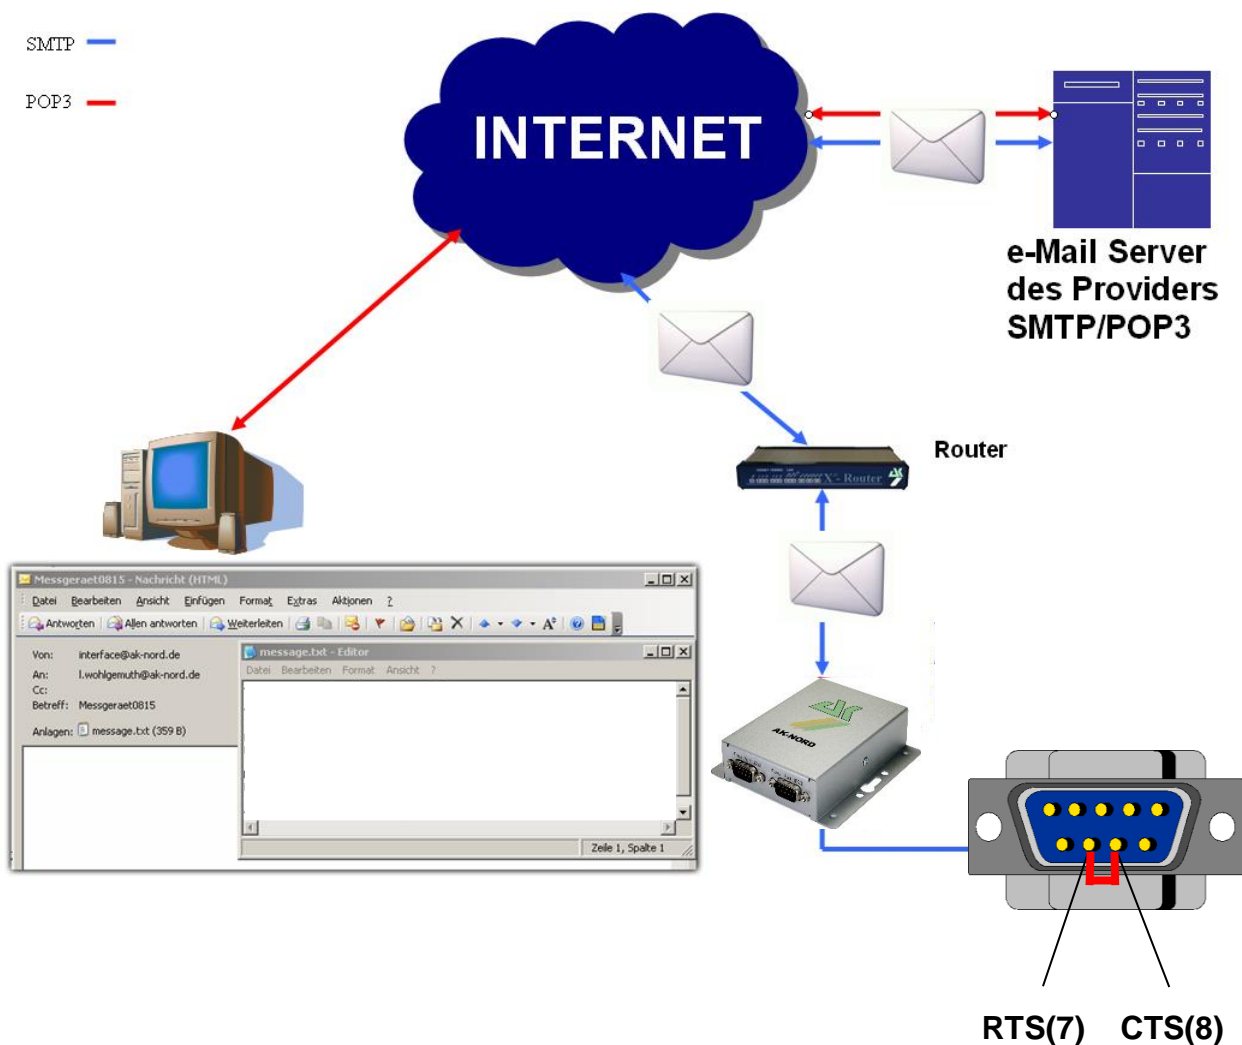 SMTP
POP3
INTERNET
e-Mail Server
des Providers
SMTP/POP3
Router
X²- Router
Messgeraet0815 - Nachricht (HTML)
Datei Bearbeiten Ansicht Einfügen Format Extras Aktionen ?
Antworten Allen antworten Weiterleiten
Von: interface@ak-nord.de
An: l.wohlgemuth@ak-nord.de
Cc:
Betreff: Messgeraet0815
Anlagen: message.txt (359 B)
message.txt - Editor
Datei Bearbeiten Format Ansicht ?
Zeile 1, Spalte 1
AK-NORD
RTS(7) CTS(8)